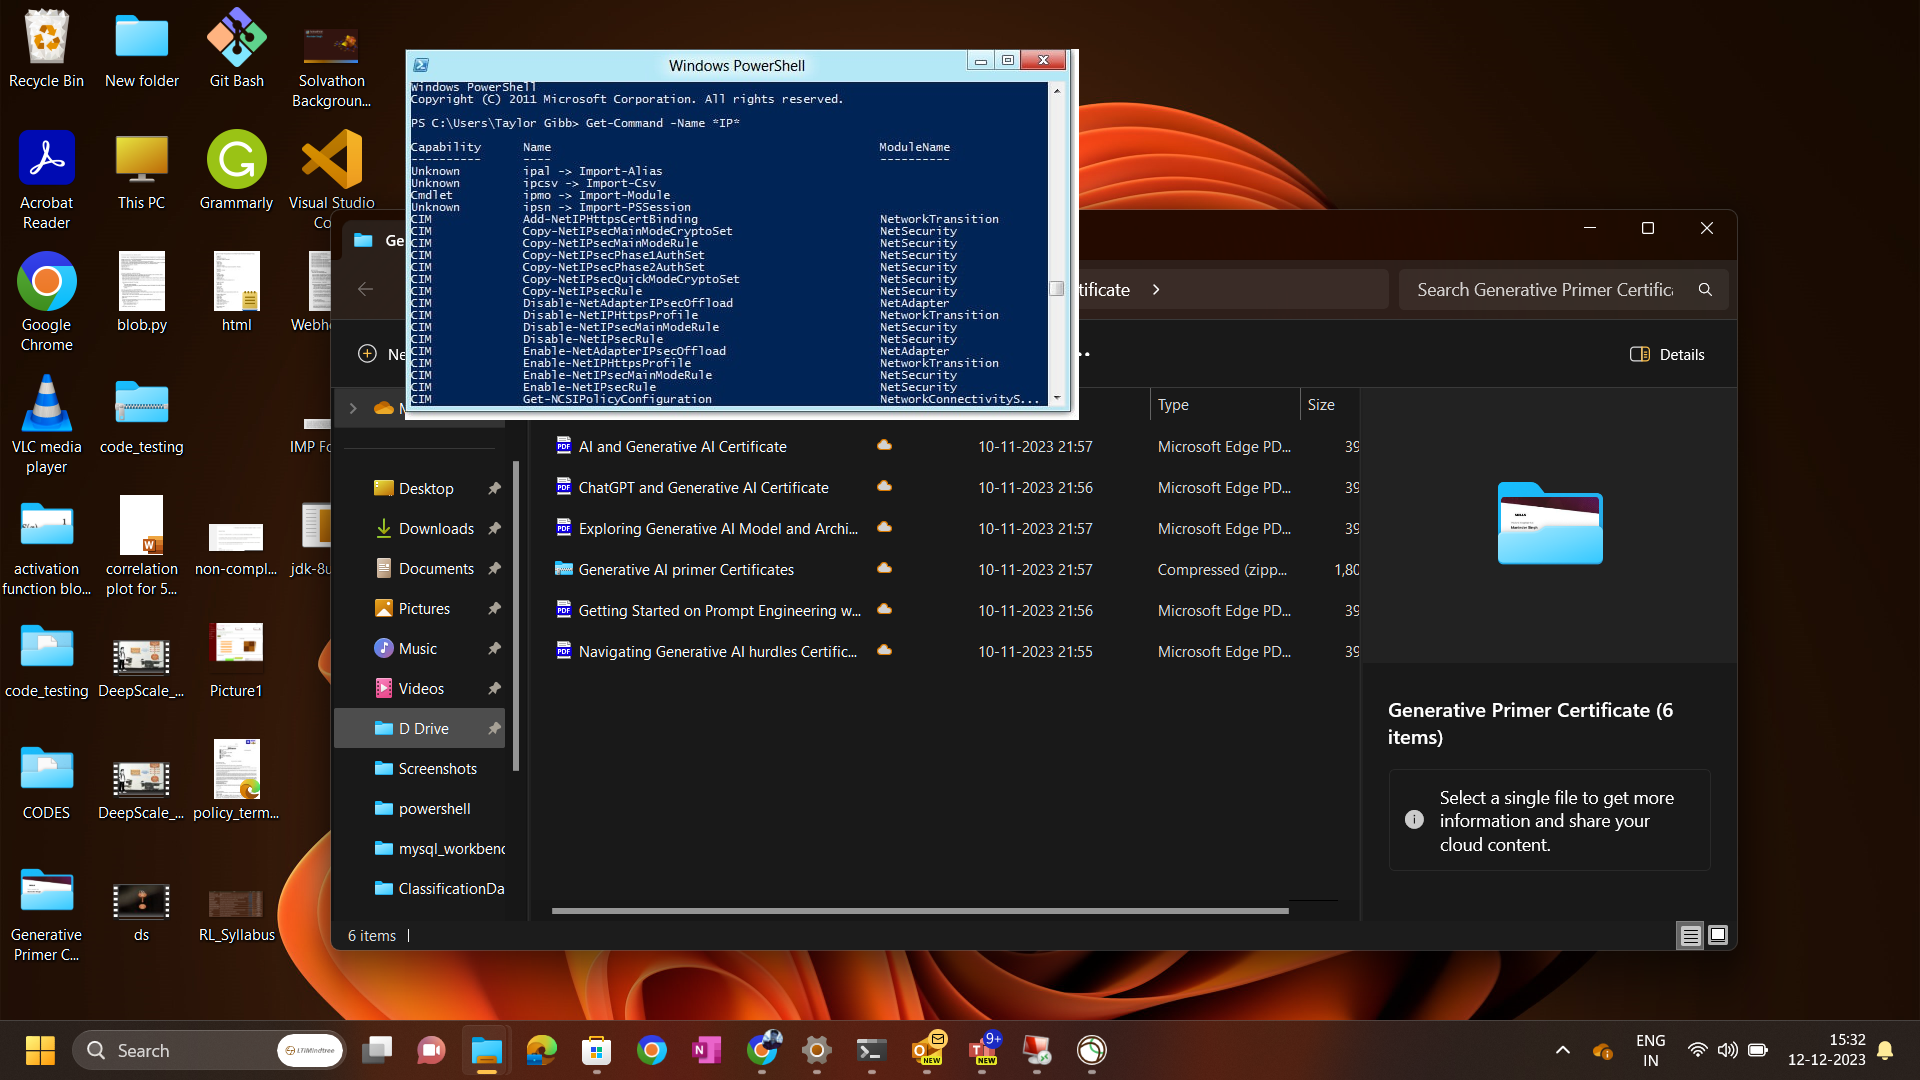 Recycle Bin
New folder
Git Bash
Solvathon
Backgroun...
Acrobat
Reader
This PC
Grammarly
Visual Studio
Co
Google
Chrome
blob.py
html
Webh
VLC media
player
code_testing
IMP Fo
activation
function blo...
correlation
plot for 5...
non-compl...
jdk-8u
code_testing
DeepScale_...
Picture1
CODES
DeepScale_...
policy_term...
Generative
Primer C...
ds
RL_Syllabus
Windows PowerShell
Windows PowerShell
Copyright (C) 2011 Microsoft Corporation. All rights reserved.
PS C:\Users\Taylor Gibb> Get-Command -Name *IP*
Capability Name ModuleName
---------- ---- ----------
Unknown ipal -> Import-Alias
Unknown ipcsv -> Import-Csv
Cmdlet ipmo -> Import-Module
Unknown ipsn -> Import-PSSession
CIM Add-NetIPHttpsCertBinding NetworkTransition
CIM Copy-NetIPsecMainModeCryptoSet NetSecurity
CIM Copy-NetIPsecMainModeRule NetSecurity
CIM Copy-NetIPsecPhase1AuthSet NetSecurity
CIM Copy-NetIPsecPhase2AuthSet NetSecurity
CIM Copy-NetIPsecQuickModeCryptoSet NetSecurity
CIM Copy-NetIPsecRule NetSecurity
CIM Disable-NetAdapterIPsecOffload NetAdapter
CIM Disable-NetIPHttpsProfile NetworkTransition
CIM Disable-NetIPsecMainModeRule NetSecurity
CIM Disable-NetIPsecRule NetSecurity
CIM Enable-NetAdapterIPsecOffload NetAdapter
CIM Enable-NetIPHttpsProfile NetworkTransition
CIM Enable-NetIPsecMainModeRule NetSecurity
CIM Enable-NetIPsecRule NetSecurity
CIM Get-NCSIPolicyConfiguration NetworkConnectivityS...
Ge
tificate
Search Generative Primer Certific
Ne
Details
Type Size
AI and Generative AI Certificate 10-11-2023 21:57 Microsoft Edge PD... 39
ChatGPT and Generative AI Certificate 10-11-2023 21:56 Microsoft Edge PD... 39
Exploring Generative AI Model and Archi... 10-11-2023 21:57 Microsoft Edge PD... 39
Generative AI primer Certificates 10-11-2023 21:57 Compressed (zipp... 1,80
Getting Started on Prompt Engineering w... 10-11-2023 21:56 Microsoft Edge PD... 39
Navigating Generative AI hurdles Certific... 10-11-2023 21:55 Microsoft Edge PD... 39
Desktop
Downloads
Documents
Pictures
Music
Videos
D Drive
Screenshots
powershell
mysql_workbenc
ClassificationDa
Generative Primer Certificate (6
items)
Select a single file to get more
information and share your
cloud content.
6 items
Search
LTIMindtree
NEW
9+
NEW
ENG
IN
15:32
12-12-2023